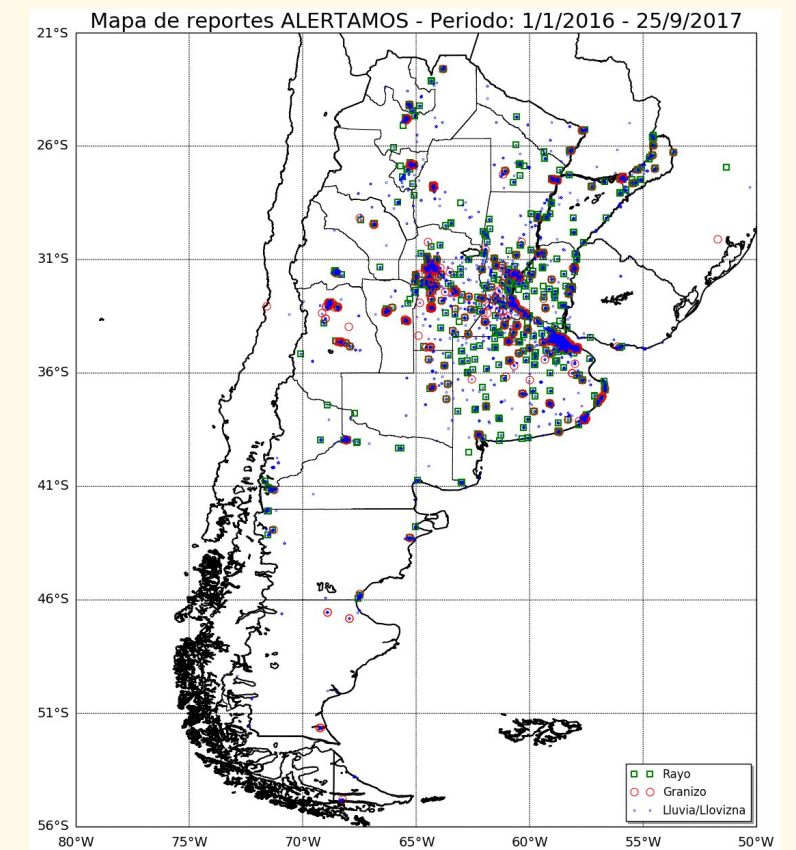 Mapa de reportes ALERTAMOS - Periodo: 1/1/2016 - 25/9/2017
21°S
26°S
31°S
36°S
41°S
46°S
51°S
56°S
Rayo
Granizo
Lluvia/Llovizna
80°W 75°W 70°W 65°W 60°W 55°W 50°W